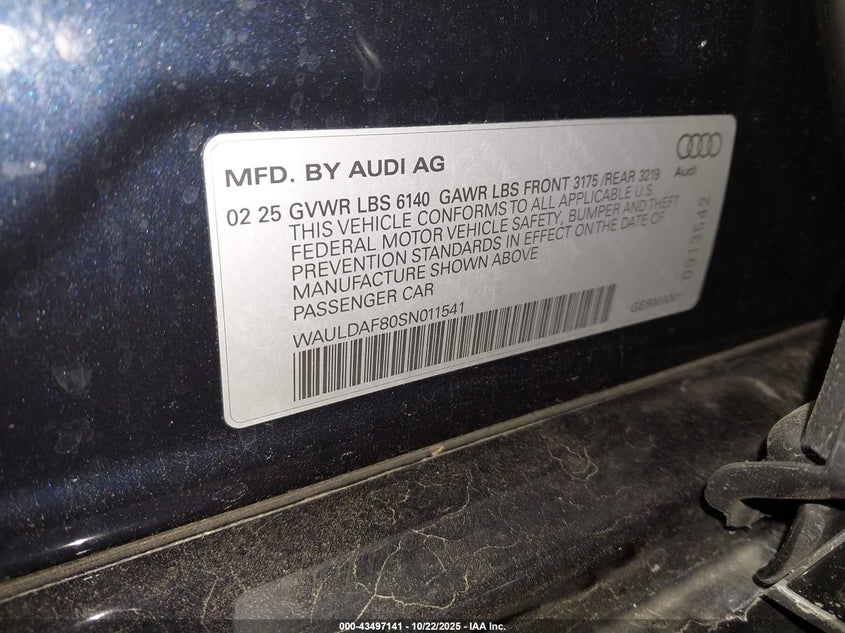 MFD. BY AUDI AG
Audi
02 25 GVWR LBS 6140 GAWR LBS FRONT 3175 /REAR 3219
THIS VEHICLE CONFORMS TO ALL APPLICABLE U.S.
FEDERAL MOTOR VEHICLE SAFETY, BUMPER AND THEFT
PREVENTION STANDARDS IN EFFECT ON THE DATE OF
MANUFACTURE SHOWN ABOVE
PASSENGER CAR
WAULDAF80SN011541
GERMANY
0913542
000-43497141 - 10/22/2025 - IAA Inc.